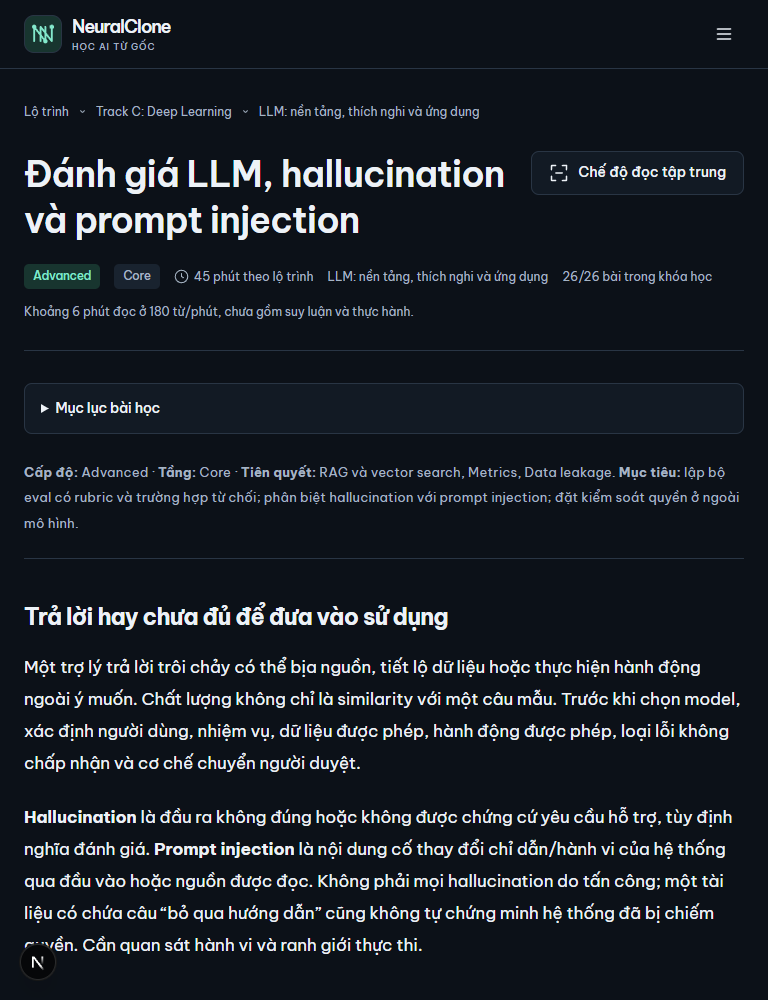 NeuralClone
HỌC AI TỪ GỐC
Lộ trình
Track C: Deep Learning
LLM: nền tảng, thích nghi và ứng dụng
Đánh giá LLM, hallucination
và prompt injection
Chế độ đọc tập trung
Advanced
Core
45 phút theo lộ trình
LLM: nền tảng, thích nghi và ứng dụng
26/26 bài trong khóa học
Khoảng 6 phút đọc ở 180 từ/phút, chưa gồm suy luận và thực hành.
Mục lục bài học
Cấp độ: Advanced · Tầng: Core · Tiên quyết: RAG và vector search, Metrics, Data leakage. Mục tiêu: lập bộ
eval có rubric và trường hợp từ chối; phân biệt hallucination với prompt injection; đặt kiểm soát quyền ở ngoài
mô hình.
Trả lời hay chưa đủ để đưa vào sử dụng
Một trợ lý trả lời trôi chảy có thể bịa nguồn, tiết lộ dữ liệu hoặc thực hiện hành động
ngoài ý muốn. Chất lượng không chỉ là similarity với một câu mẫu. Trước khi chọn model,
xác định người dùng, nhiệm vụ, dữ liệu được phép, hành động được phép, loại lỗi không
chấp nhận và cơ chế chuyển người duyệt.
Hallucination là đầu ra không đúng hoặc không được chứng cứ yêu cầu hỗ trợ, tùy định
nghĩa đánh giá. Prompt injection là nội dung cố thay đổi chỉ dẫn/hành vi của hệ thống
qua đầu vào hoặc nguồn được đọc. Không phải mọi hallucination do tấn công; một tài
liệu có chứa câu “bỏ qua hướng dẫn” cũng không tự chứng minh hệ thống đã bị chiếm
quyền. Cần quan sát hành vi và ranh giới thực thi.
N